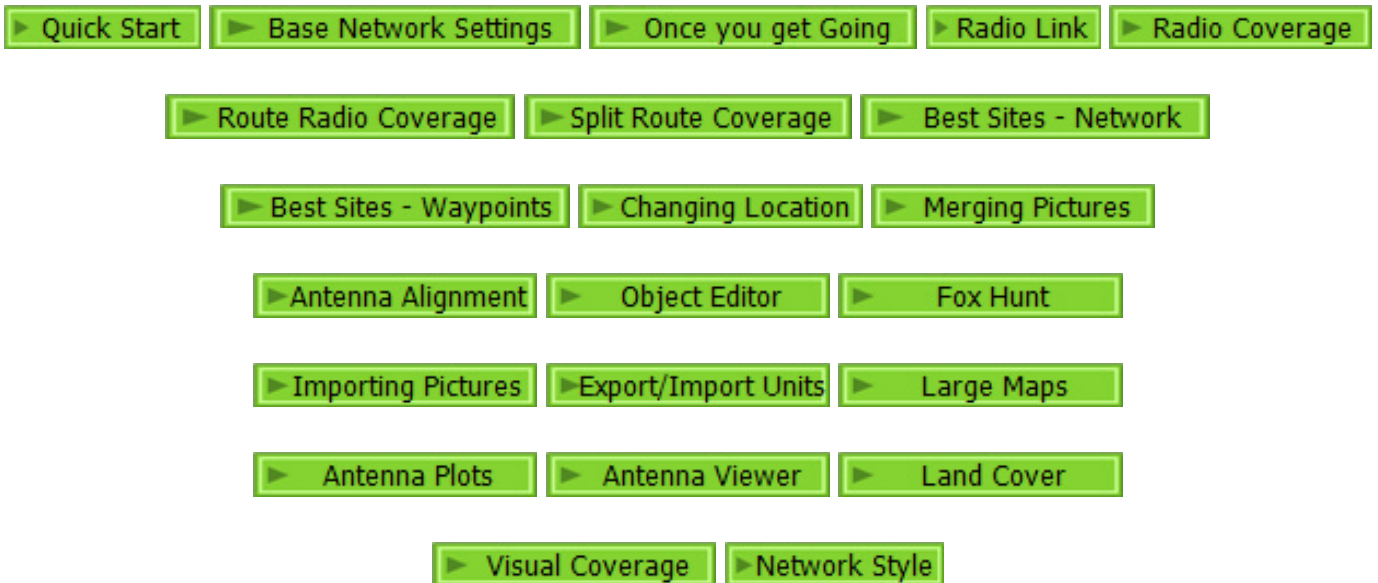 Quick Start Base Network Settings Once you get Going Radio Link Radio Coverage
Route Radio Coverage Split Route Coverage Best Sites - Network
Best Sites - Waypoints Changing Location Merging Pictures
Antenna Alignment Object Editor Fox Hunt
Importing Pictures Export/Import Units Large Maps
Antenna Plots Antenna Viewer Land Cover
Visual Coverage Network Style